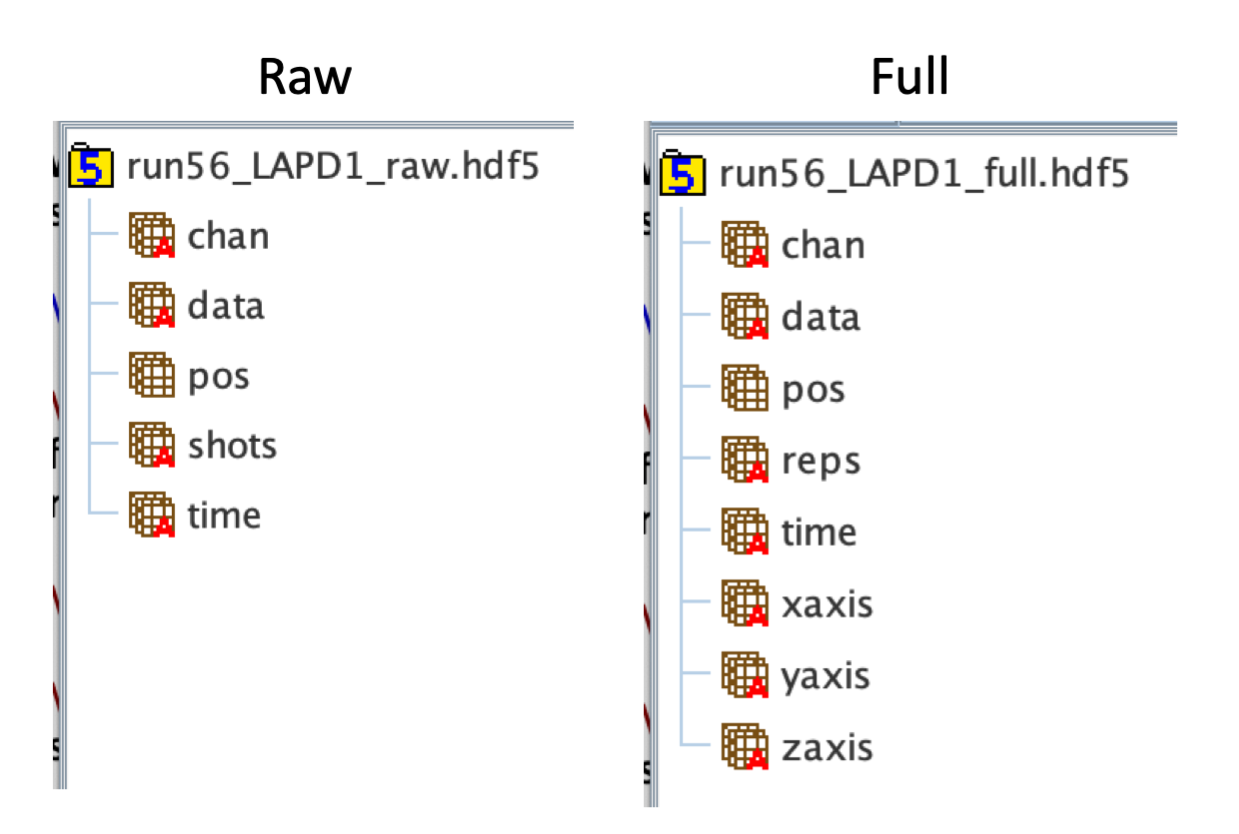 Raw
run56_LAPD1_raw.hdf5
chan
data
pos
shots
time
Full
run56_LAPD1_full.hdf5
chan
data
pos
reps
time
xaxis
yaxis
zaxis